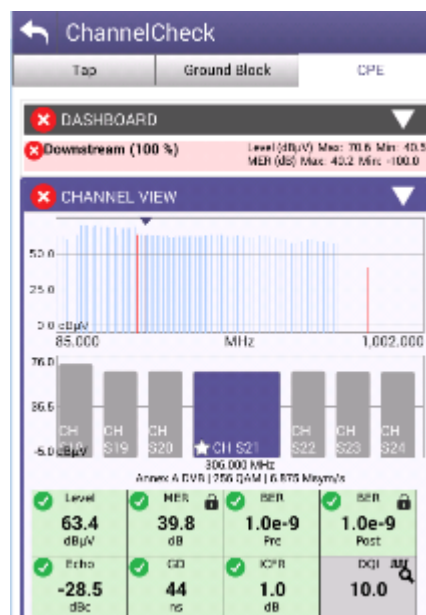 ChannelCheck
Tap Ground Block CPE
DASHBOARD
Downstream (100 %) Level (dBµV) Max: 70.6 Min: 40.5
MER (dB) Max: 40.2 Min: -100.0
CHANNEL VIEW
50.0
25.0
0.0 dBµV
85.000 MHz 1,002.000
76.0
35.5
-5.0 dBµV
CH S19 CH S20 CH S21 CH S22 CH S23 CH S24
306.000 MHz
Annex A DVB | 256 QAM | 6.875 Msym/s
Level MER BER BER
63.4 39.8 1.0e-9 1.0e-9
dBµV dB Pre Post
Echo GD ICFR DQI
-28.5 44 1.0 10.0
dBc ns dB